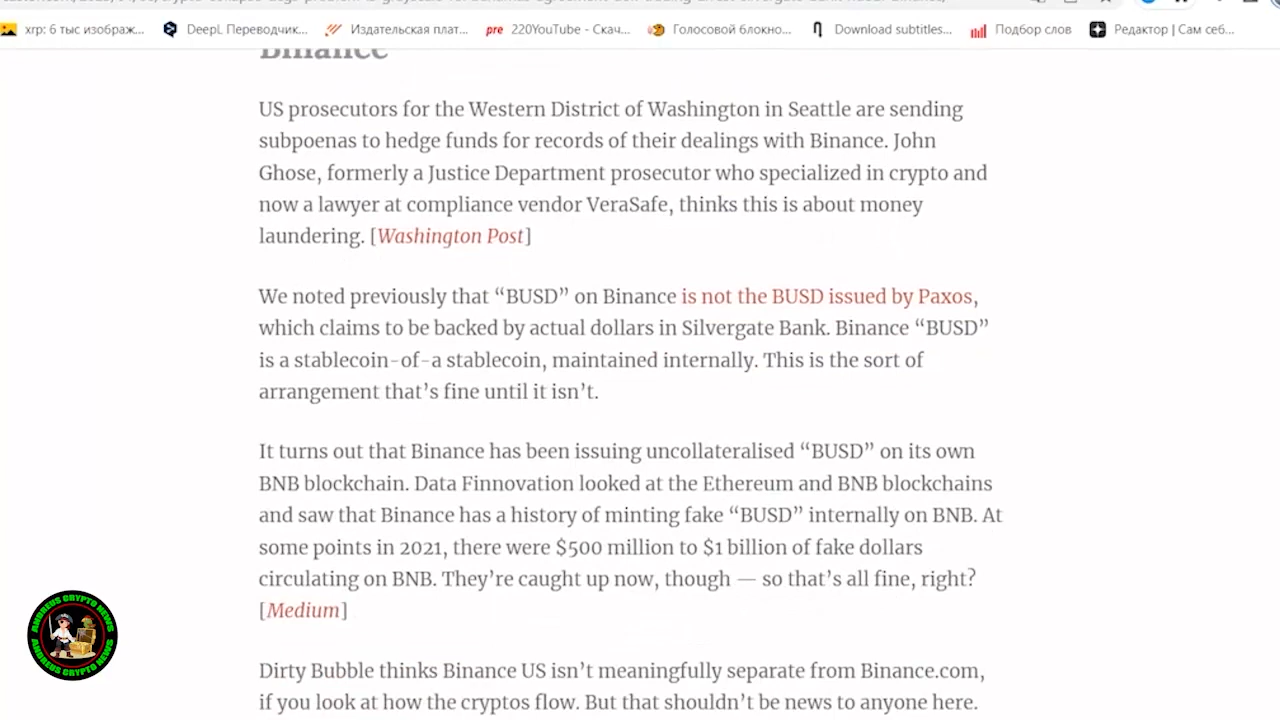 xrp: 6 тыс изображ...
DeepL Переводчик...
Издательская плат...
220YouTube - Скач...
Голосовой блокно...
Download subtitles...
Подбор слов
Редактор | Сам себ...
Binance
US prosecutors for the Western District of Washington in Seattle are sending
subpoenas to hedge funds for records of their dealings with Binance. John
Ghose, formerly a Justice Department prosecutor who specialized in crypto and
now a lawyer at compliance vendor VeraSafe, thinks this is about money
laundering. [Washington Post]
We noted previously that “BUSD” on Binance is not the BUSD issued by Paxos,
which claims to be backed by actual dollars in Silvergate Bank. Binance “BUSD”
is a stablecoin-of-a stablecoin, maintained internally. This is the sort of
arrangement that’s fine until it isn’t.
It turns out that Binance has been issuing uncollateralised “BUSD” on its own
BNB blockchain. Data Finnovation looked at the Ethereum and BNB blockchains
and saw that Binance has a history of minting fake “BUSD” internally on BNB. At
some points in 2021, there were $500 million to $1 billion of fake dollars
circulating on BNB. They’re caught up now, though — so that’s all fine, right?
[Medium]
ANDREUS CRYPTO NEWS
ANDREUS CRYPTO NEWS
Dirty Bubble thinks Binance US isn’t meaningfully separate from Binance.com,
if you look at how the cryptos flow. But that shouldn’t be news to anyone here.